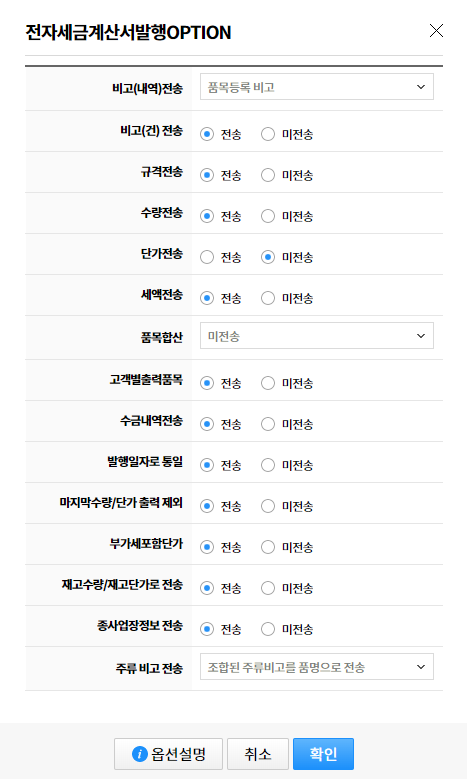 전자세금계산서발행OPTION
비고(내역)전송 품목등록 비고
비고(건) 전송 전송 미전송
규격전송 전송 미전송
수량전송 전송 미전송
단가전송 전송 미전송
세액전송 전송 미전송
품목합산 미전송
고객별출력품목 전송 미전송
수금내역전송 전송 미전송
발행일자로 통일 전송 미전송
마지막수량/단가 출력 제외 전송 미전송
부가세포함단가 전송 미전송
재고수량/재고단가로 전송 전송 미전송
종사업장정보 전송 전송 미전송
주류 비고 전송 조합된 주류비고를 품명으로 전송
i 옵션설명 취소 확인